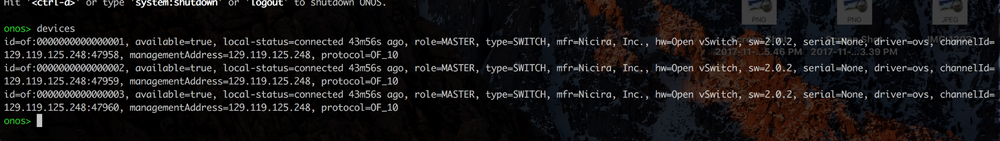 Hit '<ctrl-d>' or type 'system:shutdown' or 'logout' to shutdown ONOS.
onos> devices
id=of:0000000000000001, available=true, local-status=connected 43m56s ago, role=MASTER, type=SWITCH, mfr=Nicira, Inc., hw=Open vSwitch, sw=2.0.2, serial=None, driver=ovs, channelId=
129.119.125.248:47958, managementAddress=129.119.125.248, protocol=OF_10
id=of:0000000000000002, available=true, local-status=connected 43m56s ago, role=MASTER, type=SWITCH, mfr=Nicira, Inc., hw=Open vSwitch, sw=2.0.2, serial=None, driver=ovs, channelId=
129.119.125.248:47959, managementAddress=129.119.125.248, protocol=OF_10
id=of:0000000000000003, available=true, local-status=connected 43m56s ago, role=MASTER, type=SWITCH, mfr=Nicira, Inc., hw=Open vSwitch, sw=2.0.2, serial=None, driver=ovs, channelId=
129.119.125.248:47960, managementAddress=129.119.125.248, protocol=OF_10
onos>
PNG
PNG
JPEG
Screen Shot
2017-11-...5.46 PM
Screen Shot
2017-11-...3.39 PM